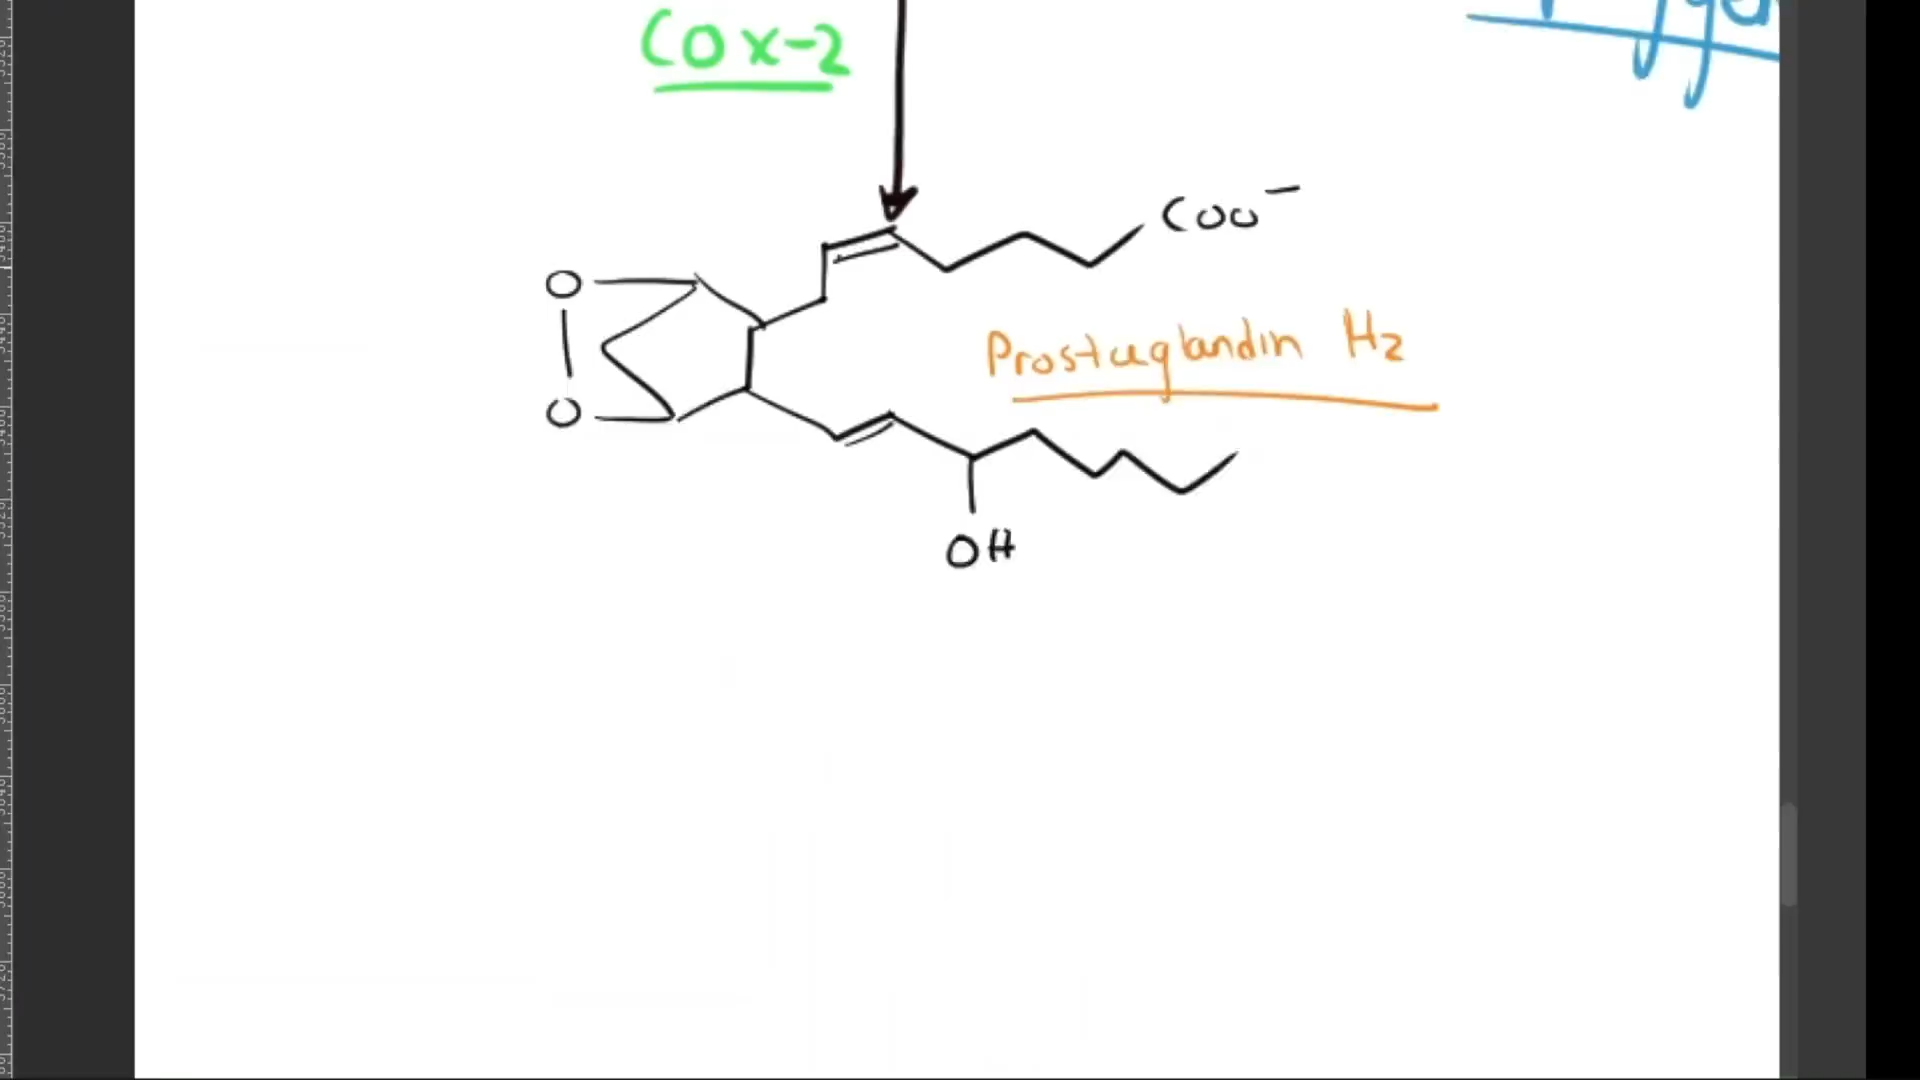 COX-2
COO⁻
O
Prostaglandin H2
O
OH